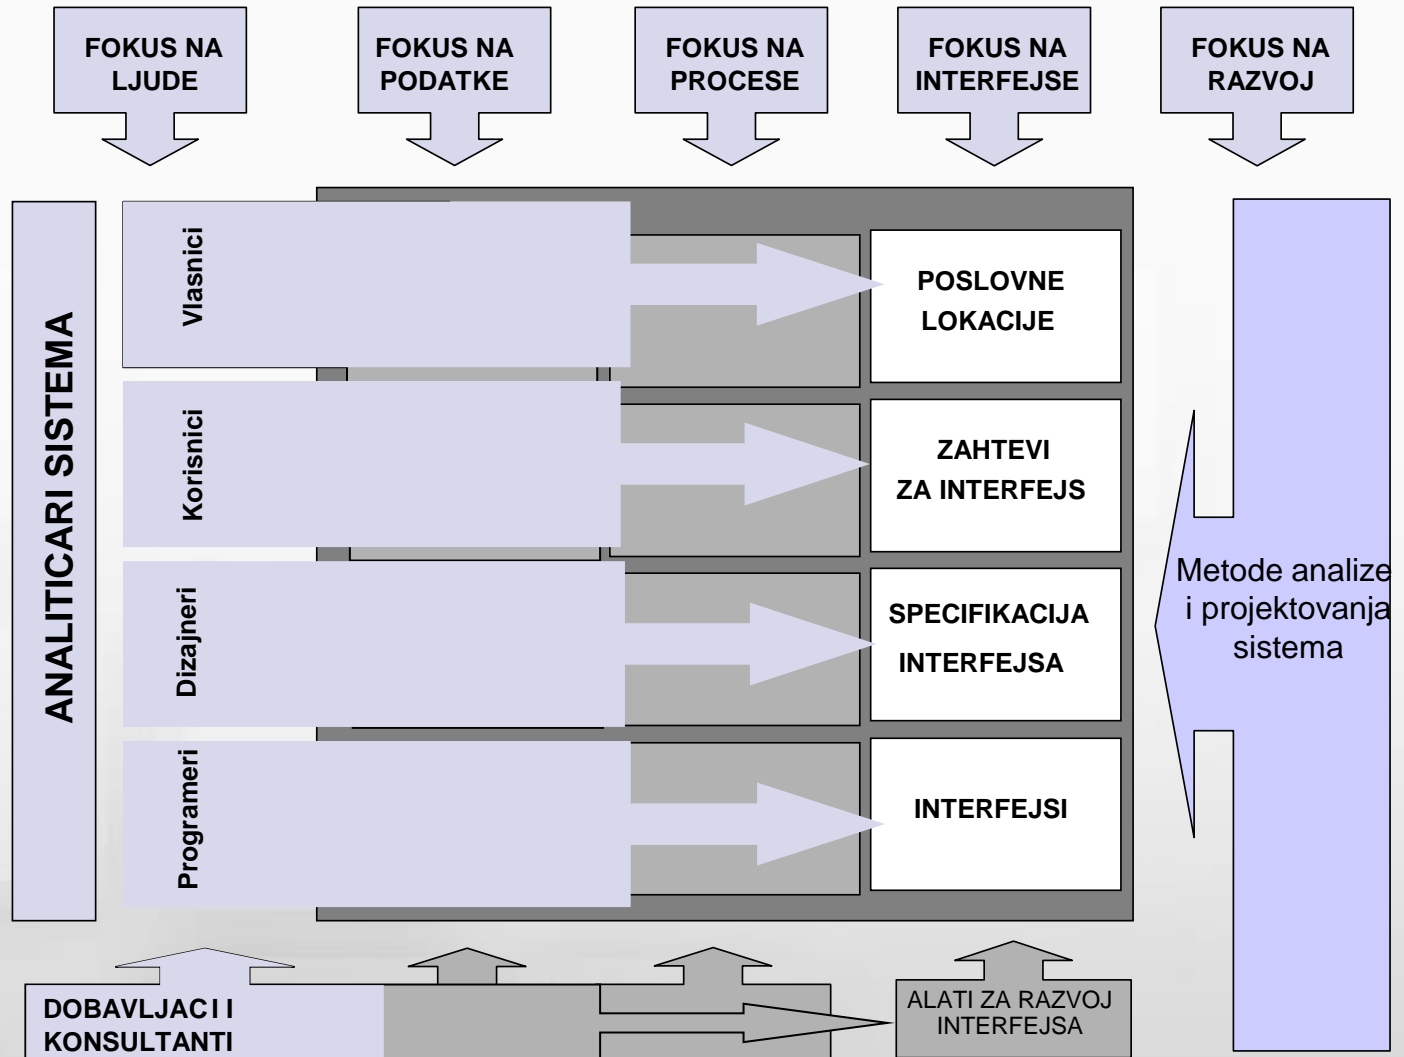 FOKUS NA
LJUDE
FOKUS NA
PODATKE
FOKUS NA
PROCESE
FOKUS NA
INTERFEJSE
FOKUS NA
RAZVOJ
ANALITICARI SISTEMA
Vlasnici
POSLOVNE
LOKACIJE
Korisnici
ZAHTEVI
ZA INTERFEJS
Dizajneri
SPECIFIKACIJA
INTERFEJSA
Programeri
INTERFEJSI
Metode analize
i projektovanja
sistema
DOBAVLJACI I
KONSULTANTI
ALATI ZA RAZVOJ
INTERFEJSA